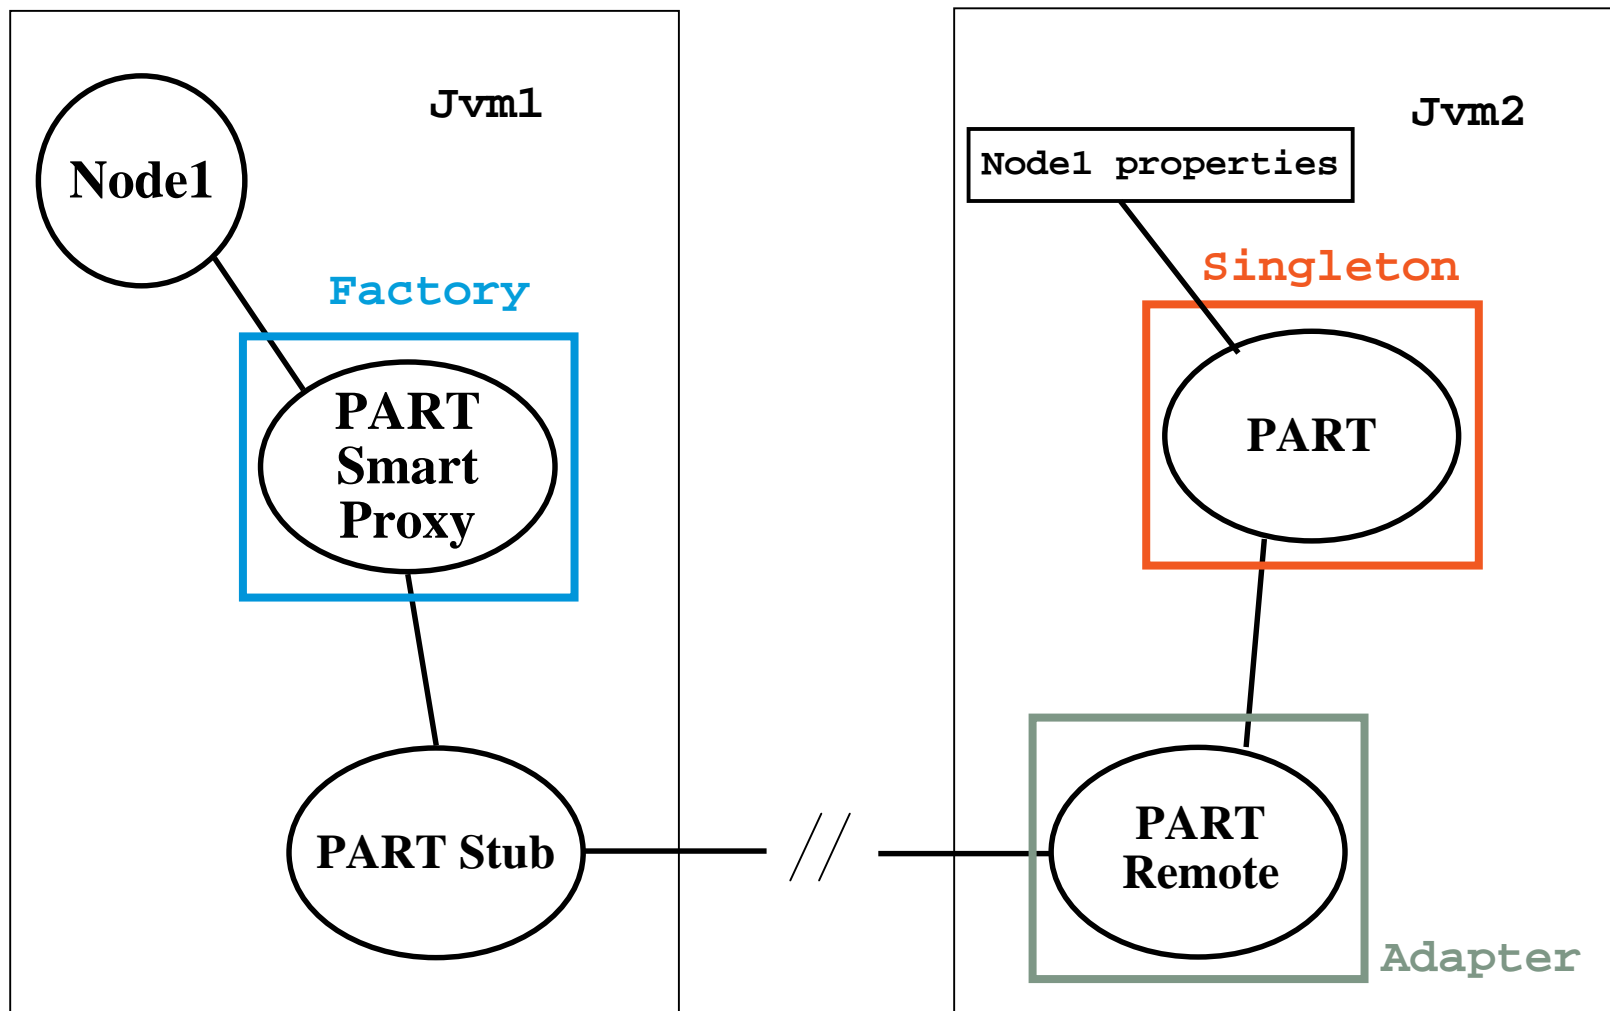 Jvm1
Node1
Factory
PART
Smart
Proxy
PART Stub
Jvm2
Node1 properties
Singleton
PART
PART
Remote
Adapter